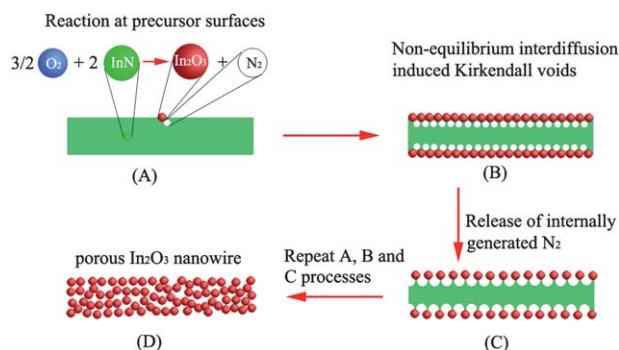 Reaction at precursor surfaces
3/2 O₂ + 2 InN In₂O₃ + N₂
(A)
Non-equilibrium interdiffusion
induced Kirkendall voids
(B)
Release of internally
generated N₂
(C)
Repeat A, B and
C processes
porous In₂O₃ nanowire
(D)